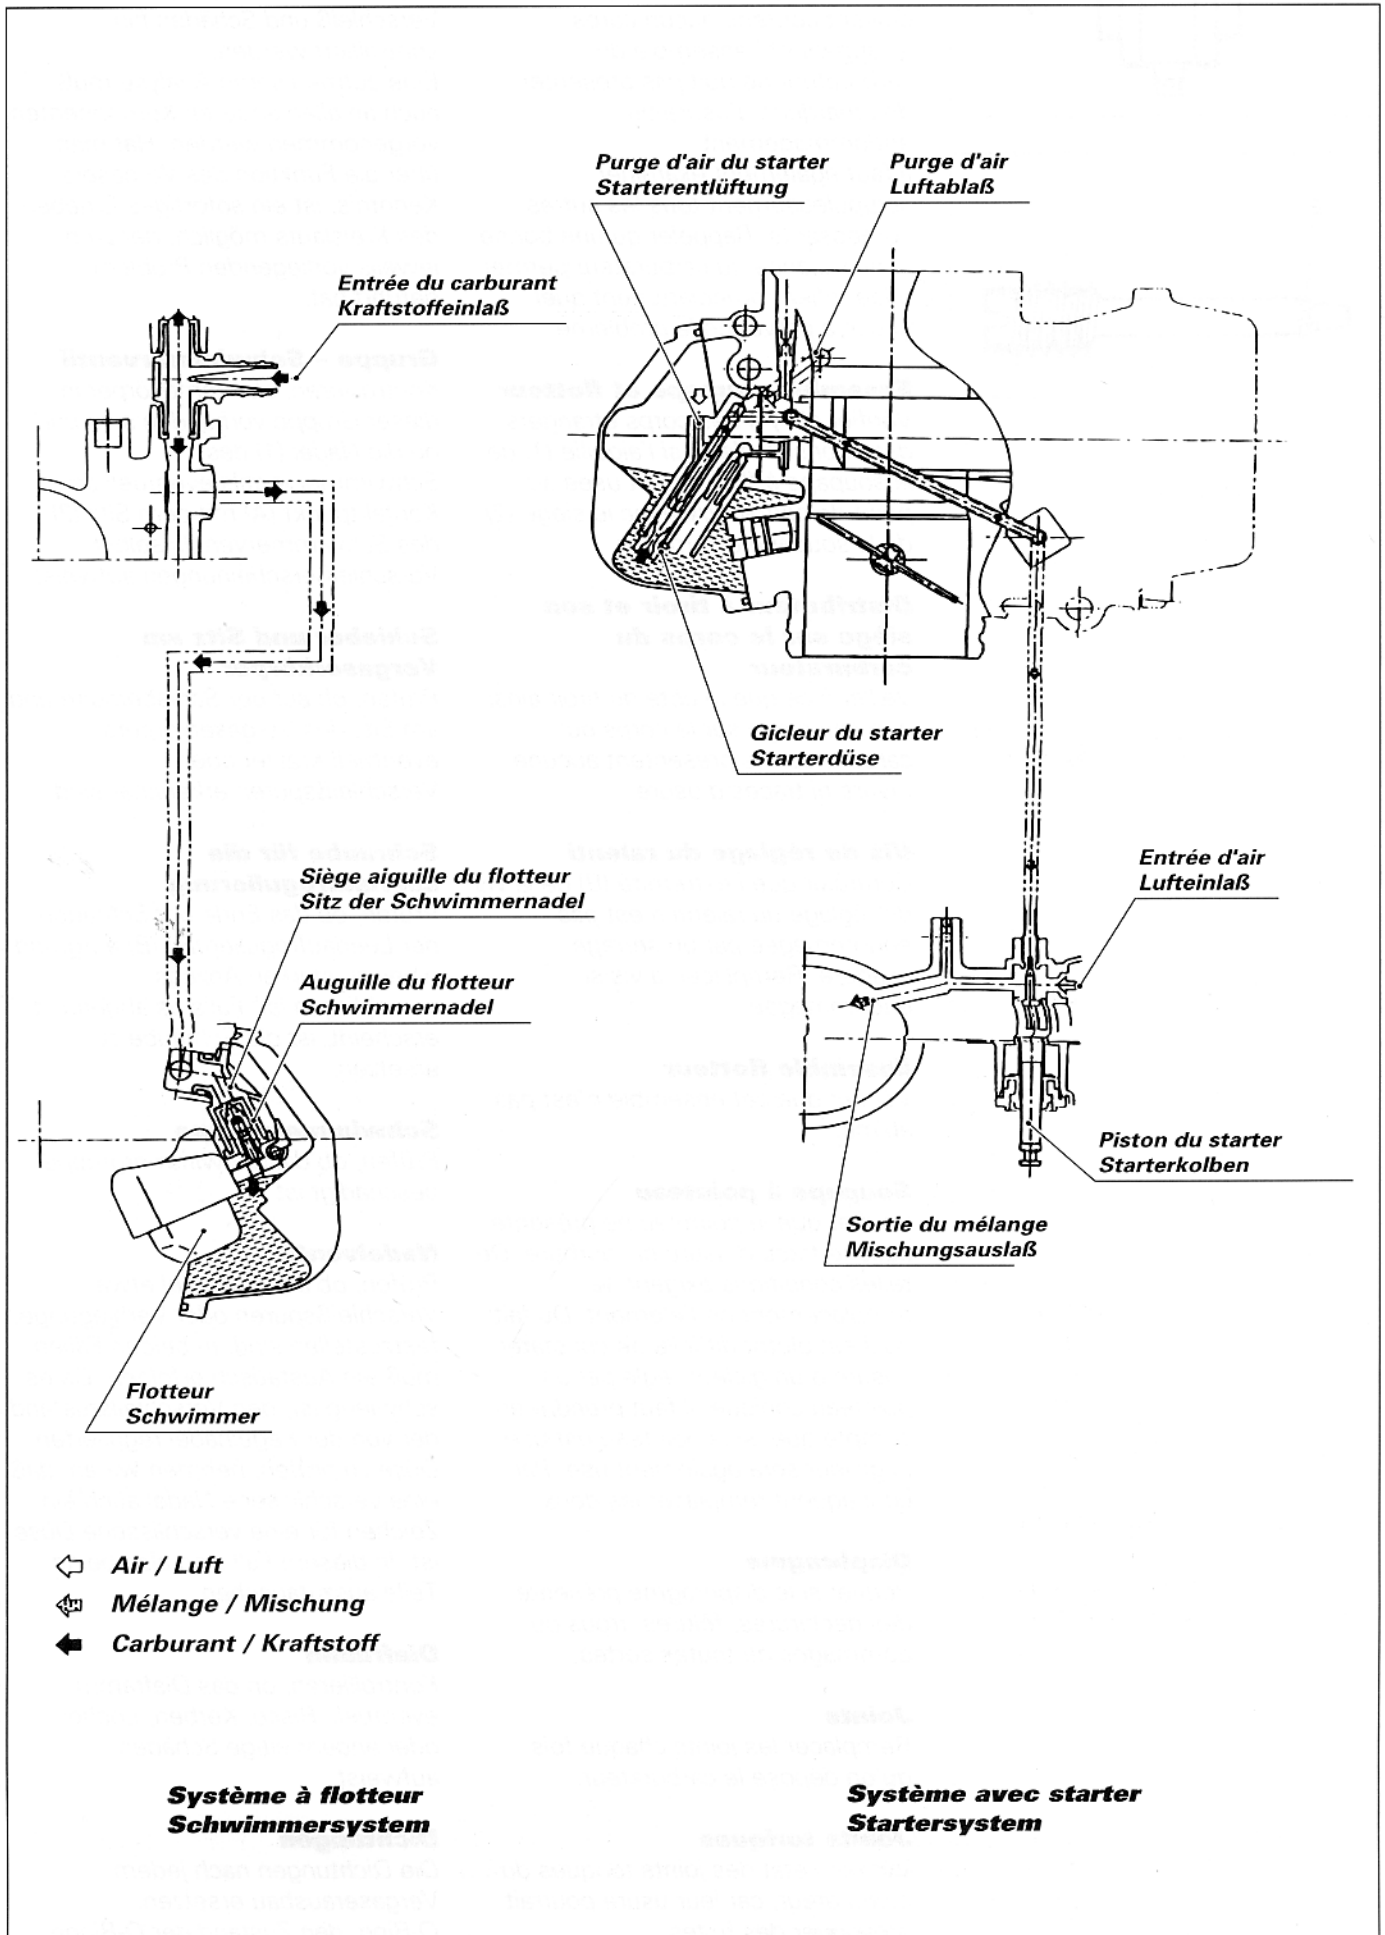 Purge d'air du starter
Starterentlüftung
Purge d'air
Luftablaß
Entrée du carburant
Kraftstoffeinlaß
Gicleur du starter
Starterdüse
Siège aiguille du flotteur
Sitz der Schwimmernadel
Auguille du flotteur
Schwimmernadel
Entrée d'air
Lufteinlaß
Piston du starter
Starterkolben
Sortie du mélange
Mischungsauslaß
Flotteur
Schwimmer
Air / Luft
Mélange / Mischung
Carburant / Kraftstoff
Système à flotteur
Schwimmersystem
Système avec starter
Startersystem